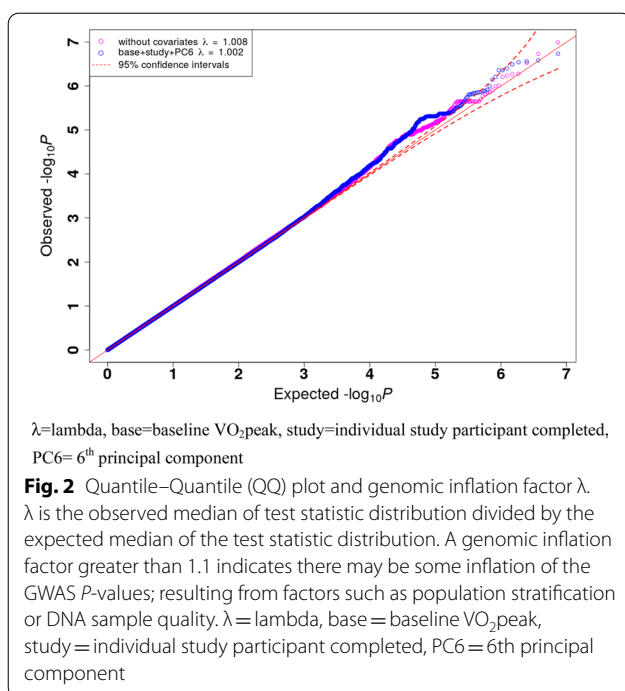 without covariates λ = 1.008
base+study+PC6 λ = 1.002
95% confidence intervals
7
6
5
4
3
2
1
0
Observed -log10P
0 1 2 3 4 5 6 7
Expected -log10P
λ=lambda, base=baseline VO2peak, study=individual study participant completed,
PC6= 6th principal component
Fig. 2 Quantile–Quantile (QQ) plot and genomic inflation factor λ.
λ is the observed median of test statistic distribution divided by the
expected median of the test statistic distribution. A genomic inflation
factor greater than 1.1 indicates there may be some inflation of the
GWAS P-values; resulting from factors such as population stratification
or DNA sample quality. λ = lambda, base = baseline VO2peak,
study = individual study participant completed, PC6 = 6th principal
component